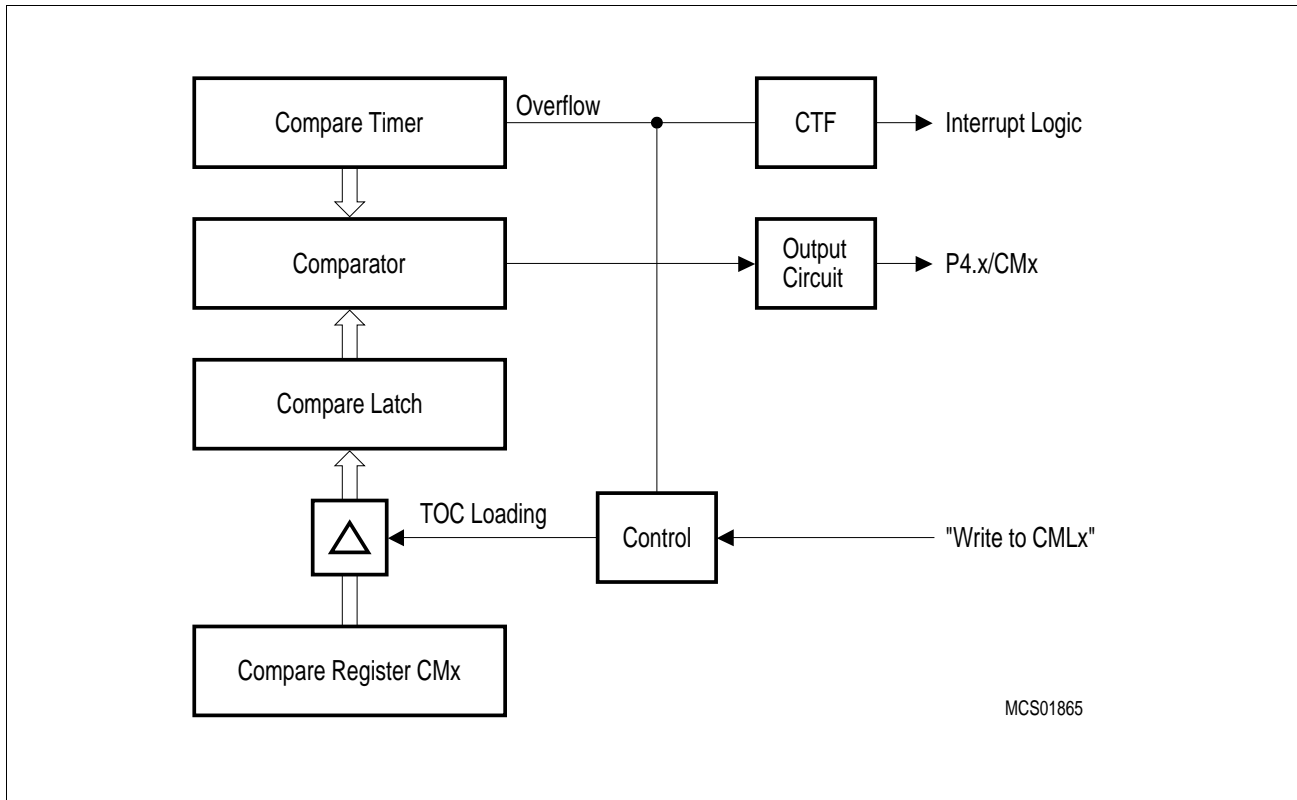 Overflow
Compare Timer
CTF
Interrupt Logic
Comparator
Output
Circuit
P4.x/CMx
Compare Latch
TOC Loading
Control
"Write to CMLx"
Compare Register CMx
MCS01865